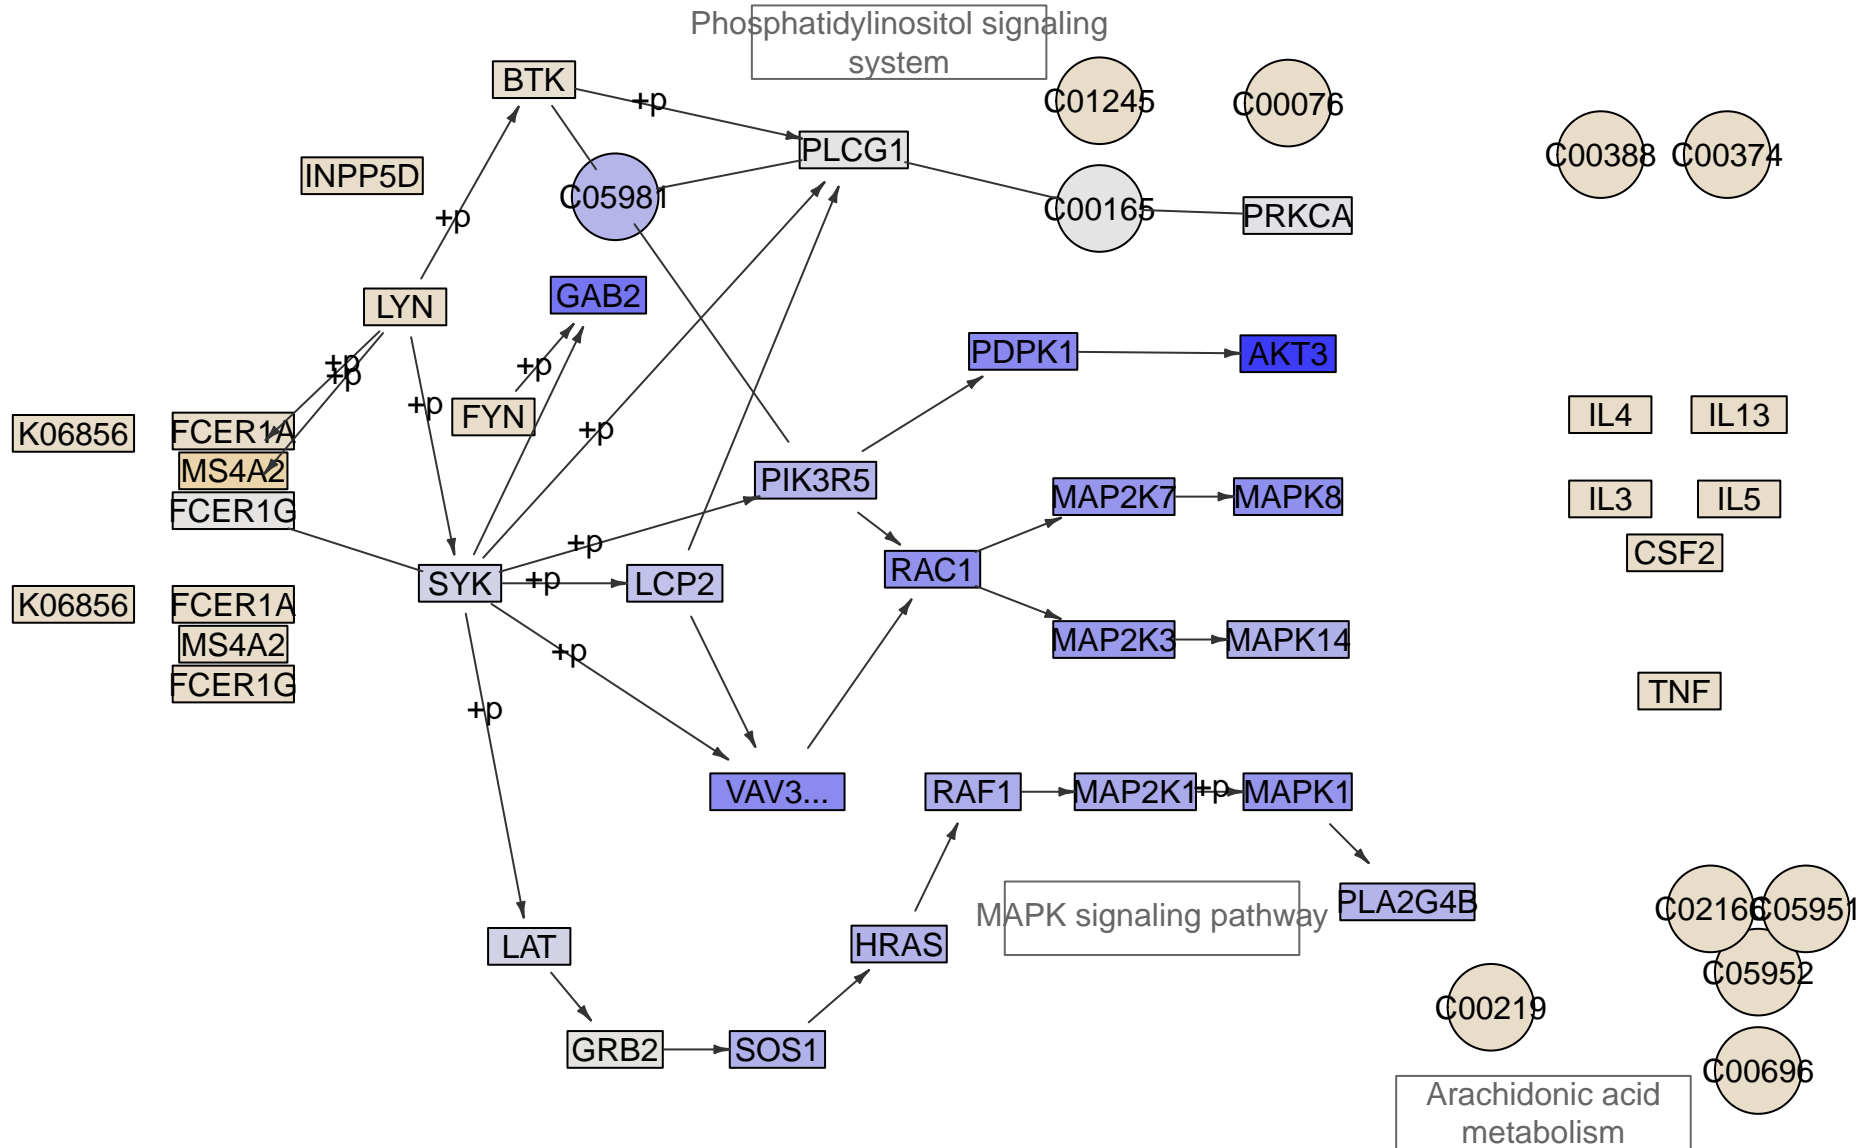 Phosphatidylinositol signaling
system
BTK
+p
C01245
C00076
PLCG1
C00388
C00374
INPP5D
C05981
C00165
PRKCA
+p
LYN
GAB2
+p
+p
+p
PDPK1
AKT3
+p
FYN
+p
K06856
FCER1A
MS4A2
FCER1G
IL4
IL13
PIK3R5
MAP2K7
MAPK8
IL3
IL5
+p
CSF2
SYK
+p
LCP2
RAC1
K06856
FCER1A
MS4A2
FCER1G
+p
MAP2K3
MAPK14
TNF
+p
VAV3...
RAF1
MAP2K1
+p
MAPK1
MAPK signaling pathway
PLA2G4B
C02166
C05951
C05952
LAT
HRAS
C00219
GRB2
SOS1
C00696
Arachidonic acid
metabolism